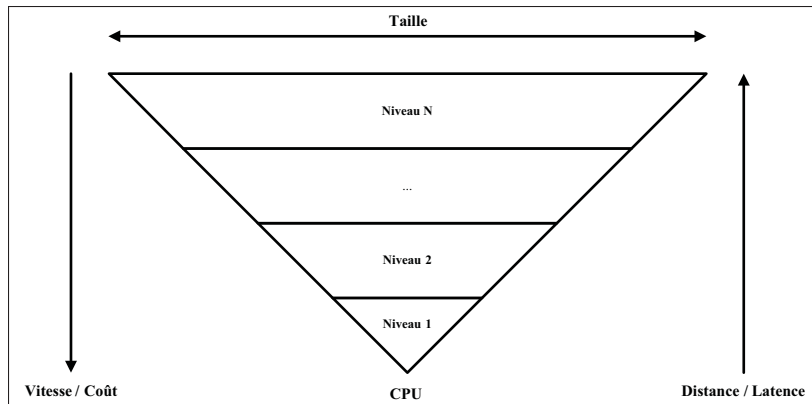 Taille
Niveau N
...
Niveau 2
Niveau 1
Vitesse / Coût
CPU
Distance / Latence